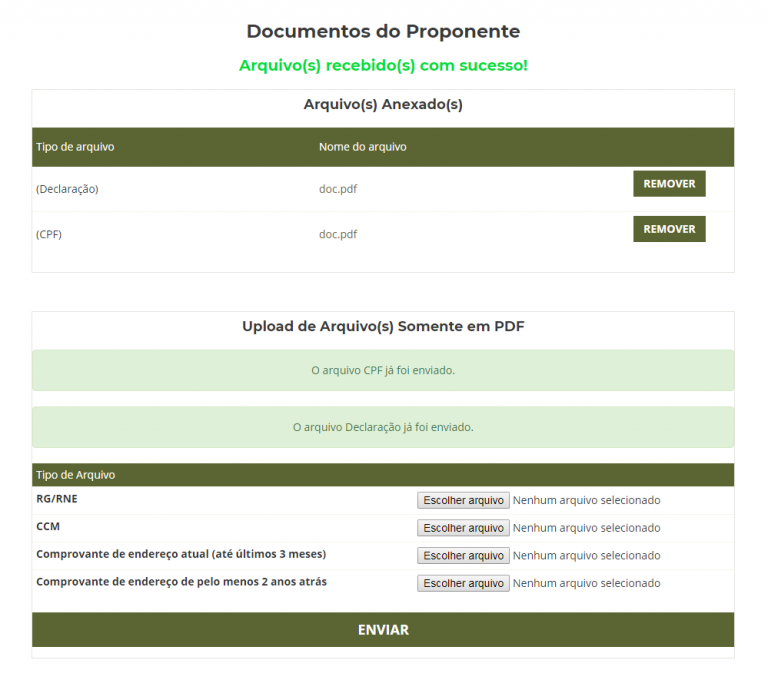 Documentos do Proponente
Arquivo(s) recebido(s) com sucesso!
Arquivo(s) Anexado(s)
Tipo de arquivo Nome do arquivo
(Declaração) doc.pdf REMOVER
(CPF) doc.pdf REMOVER
Upload de Arquivo(s) Somente em PDF
O arquivo CPF já foi enviado.
O arquivo Declaração já foi enviado.
Tipo de Arquivo
RG/RNE Escolher arquivo Nenhum arquivo selecionado
CCM Escolher arquivo Nenhum arquivo selecionado
Comprovante de endereço atual (até últimos 3 meses) Escolher arquivo Nenhum arquivo selecionado
Comprovante de endereço de pelo menos 2 anos atrás Escolher arquivo Nenhum arquivo selecionado
ENVIAR